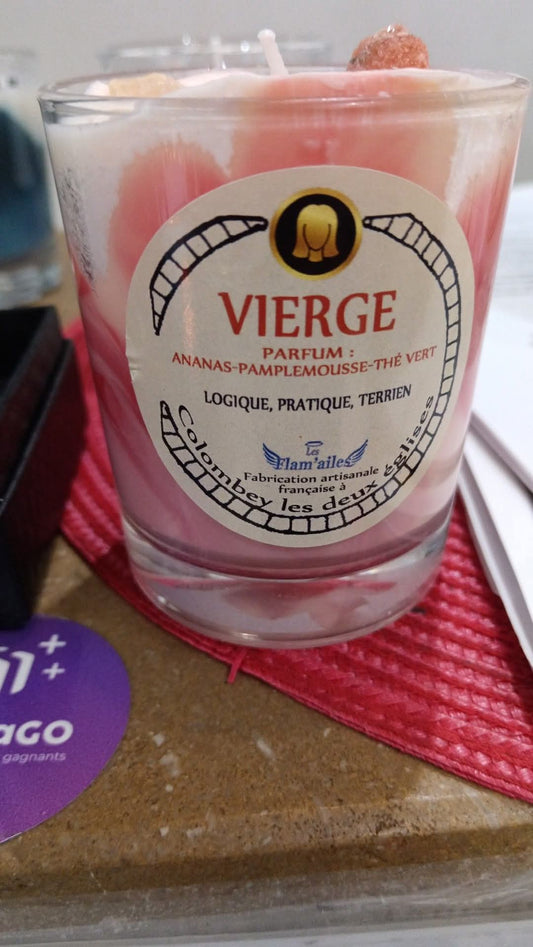 VIERGE
PARFUM :
ANANAS-PAMPLEMOUSSE-THÉ VERT
LOGIQUE, PRATIQUE, TERRIEN
Les
Flam'ailes
Fabrication artisanale
française à
Colombey les deux églises
AGO
gagnants